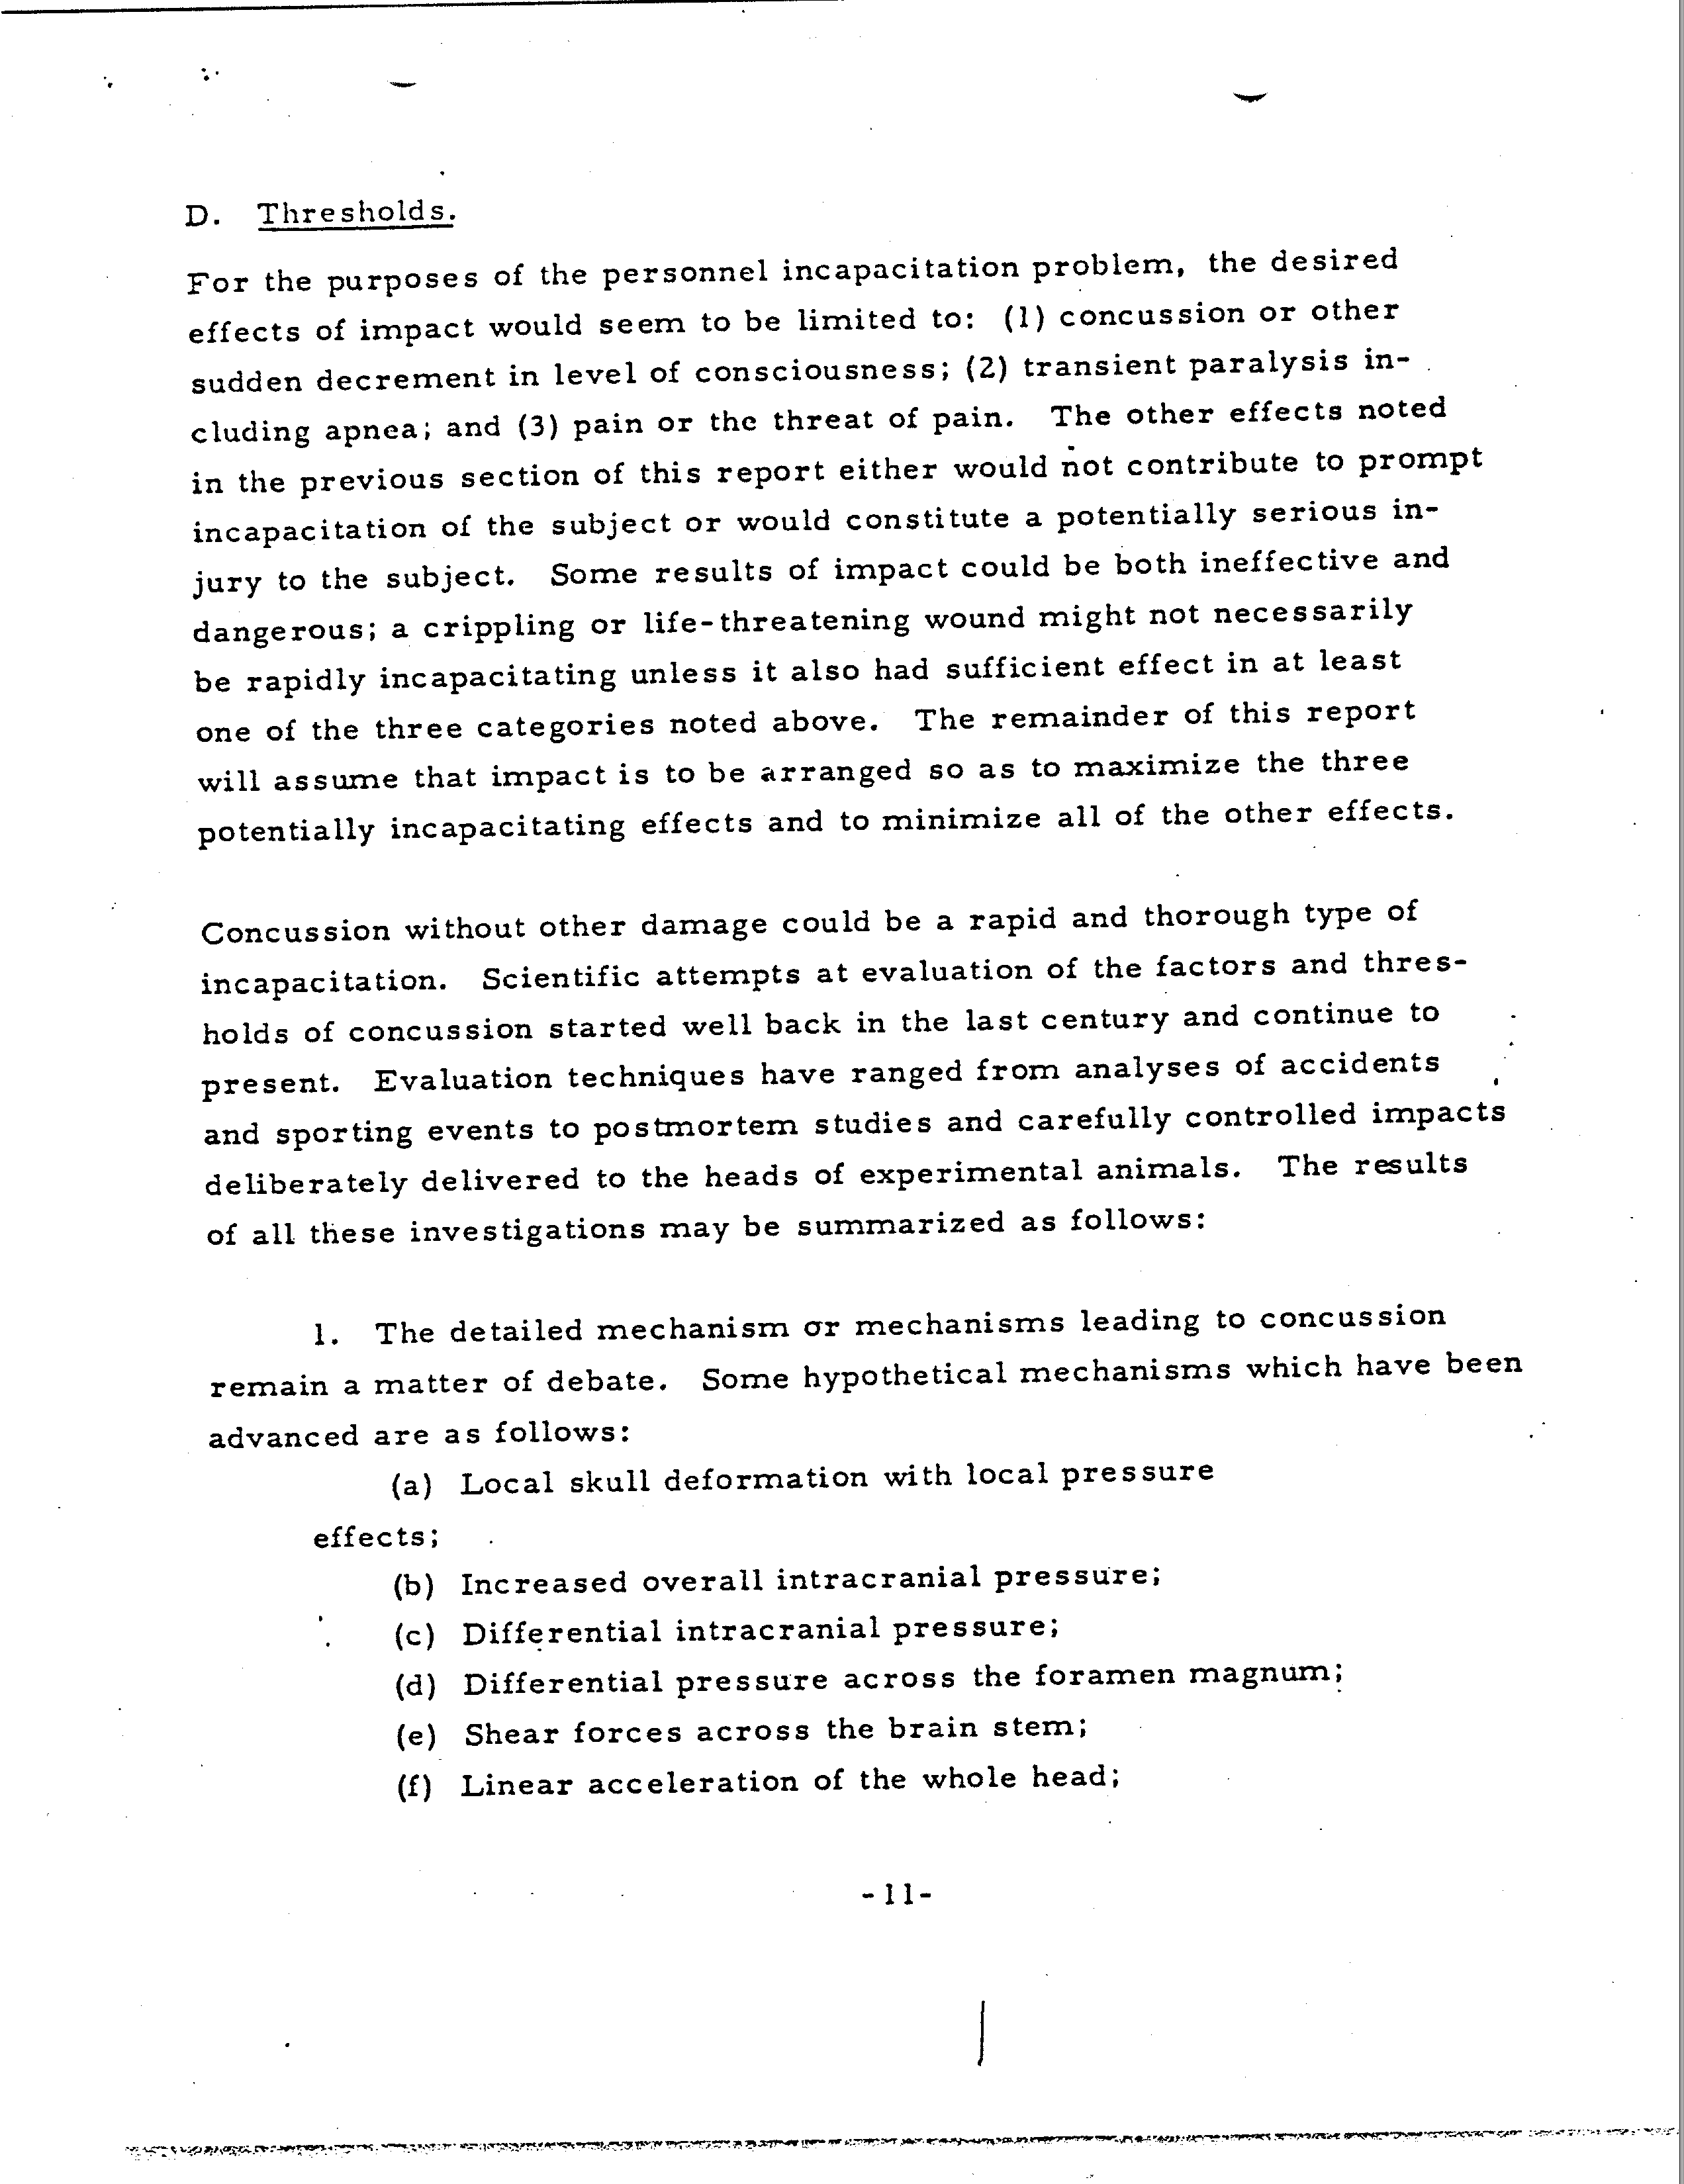 D. Thresholds.
For the purposes of the personnel incapacitation problem, the desired
effects of impact would seem to be limited to: (1) concussion or other
sudden decrement in level of consciousness; (2) transient paralysis in-
cluding apnea; and (3) pain or the threat of pain. The other effects noted
in the previous section of this report either would not contribute to prompt
incapacitation of the subject or would constitute a potentially serious in-
jury to the subject. Some results of impact could be both ineffective and
dangerous; a crippling or life-threatening wound might not necessarily
be rapidly incapacitating unless it also had sufficient effect in at least
one of the three categories noted above. The remainder of this report
will assume that impact is to be arranged so as to maximize the three
potentially incapacitating effects and to minimize all of the other effects.
Concussion without other damage could be a rapid and thorough type of
incapacitation. Scientific attempts at evaluation of the factors and thres-
holds of concussion started well back in the last century and continue to
present. Evaluation techniques have ranged from analyses of accidents
and sporting events to postmortem studies and carefully controlled impacts
deliberately delivered to the heads of experimental animals. The results
of all these investigations may be summarized as follows:
1. The detailed mechanism or mechanisms leading to concussion
remain a matter of debate. Some hypothetical mechanisms which have been
advanced are as follows:
(a) Local skull deformation with local pressure
effects;
(b) Increased overall intracranial pressure;
(c) Differential intracranial pressure;
(d) Differential pressure across the foramen magnum;
(e) Shear forces across the brain stem;
(f) Linear acceleration of the whole head;
-11-